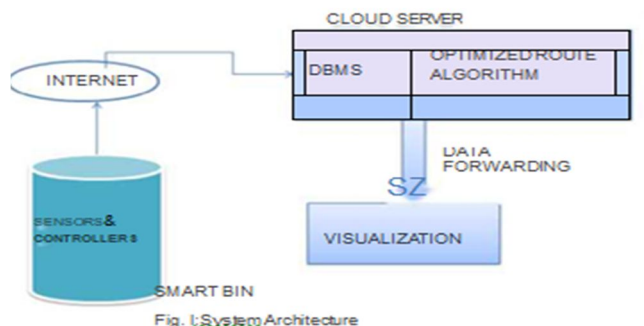 CLOUD SERVER
INTERNET
DBMS
OPTIMIZED ROUTE
ALGORITHM
DATA
FORWARDING
SZ
SENSORS&
CONTROLLERS
VISUALIZATION
SMART BIN
Fig. I:System Architecture